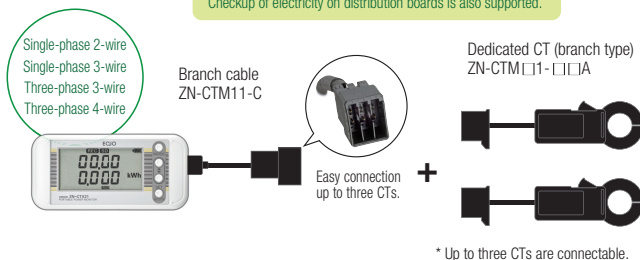 Checkup of electricity on distribution boards is also supported.
Single-phase 2-wire
Single-phase 3-wire
Three-phase 3-wire
Three-phase 4-wire
Branch cable
ZN-CTM11-C
Dedicated CT (branch type)
ZN-CTM□1-□□A
EQIO
00.00
0.000 kWh
ZN-CTX21
Easy connection
up to three CTs.
+
* Up to three CTs are connectable.